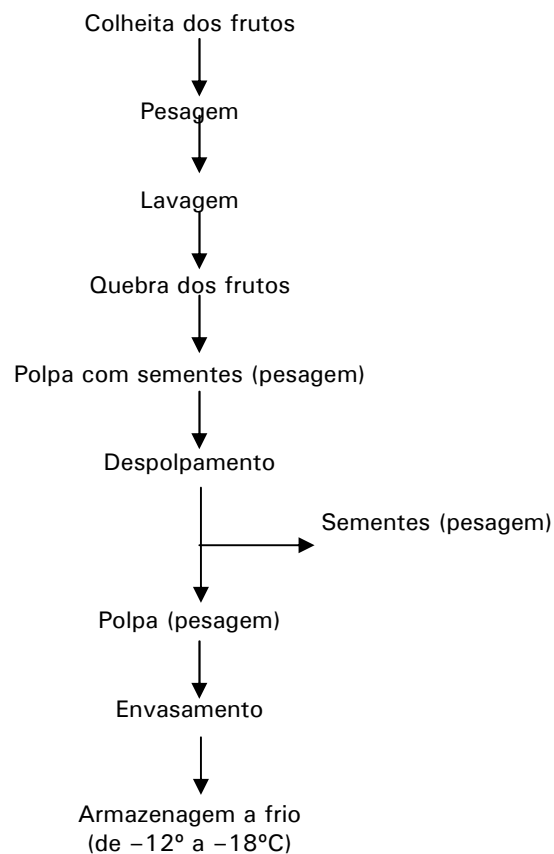 Colheita dos frutos
Pesagem
Lavagem
Quebra dos frutos
Polpa com sementes (pesagem)
Despolpamento
Sementes (pesagem)
Polpa (pesagem)
Envasamento
Armazenagem a frio
(de –12º a –18ºC)